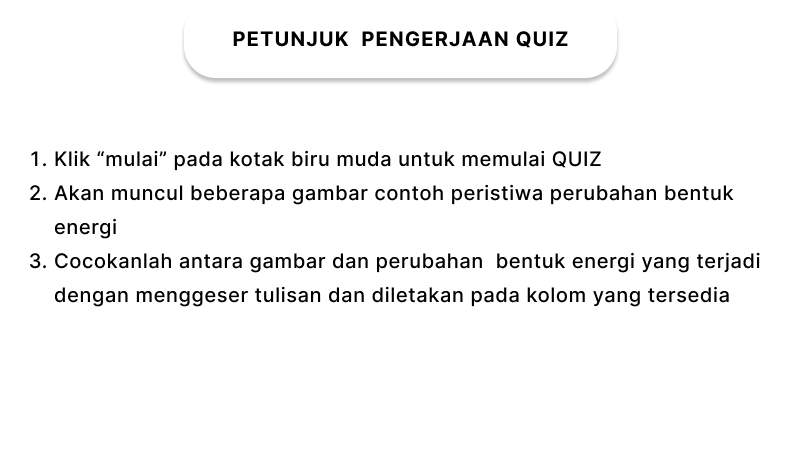 PETUNJUK  PENGERJAAN QUIZ
1. Klik “mulai” pada kotak biru muda untuk memulai QUIZ
2. Akan muncul beberapa gambar contoh peristiwa perubahan bentuk
energi
3. Cocokanlah antara gambar dan perubahan  bentuk energi yang terjadi
dengan menggeser tulisan dan diletakan pada kolom yang tersedia